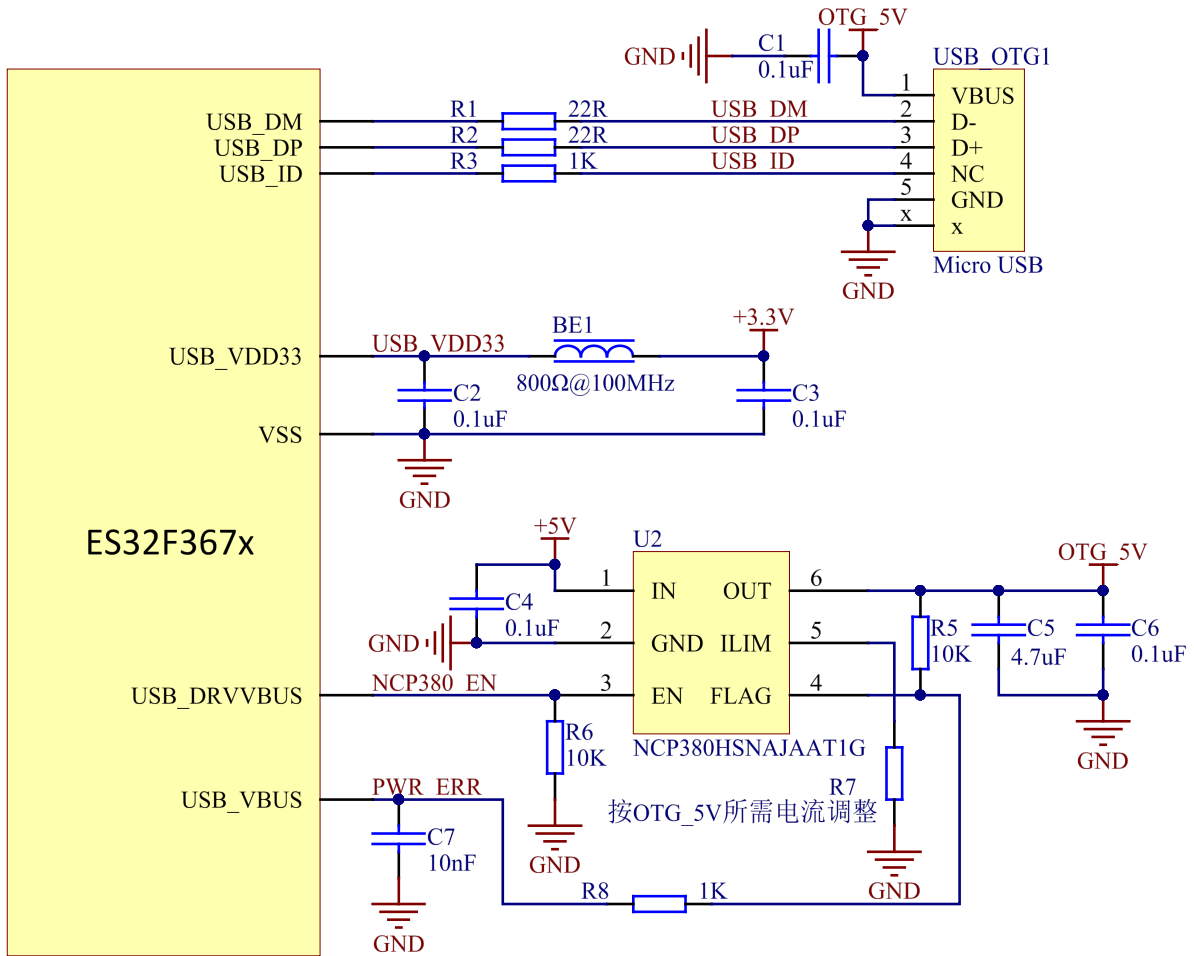 OTG_5V
C1
GND
0.1uF
USB_OTG1
1
VBUS
USB_DM
R1
22R
USB_DM
2
D-
USB_DP
R2
22R
USB_DP
3
D+
USB_ID
R3
1K
USB_ID
4
NC
5
GND
x
x
GND
Micro USB
+3.3V
BE1
USB_VDD33
USB_VDD33
800Ω@100MHz
C2
0.1uF
C3
0.1uF
VSS
GND
ES32F367x
+5V
U2
OTG_5V
1
IN
OUT
6
C4
0.1uF
GND
2
GND
ILIM
5
R5
10K
C5
4.7uF
C6
0.1uF
USB_DRVVBUS
NCP380_EN
3
EN
FLAG
4
R6
10K
NCP380HSNAJAAT1G
GND
R7
按OTG_5V所需电流调整
USB_VBUS
PWR_ERR
C7
10nF
GND
GND
R8
1K
GND